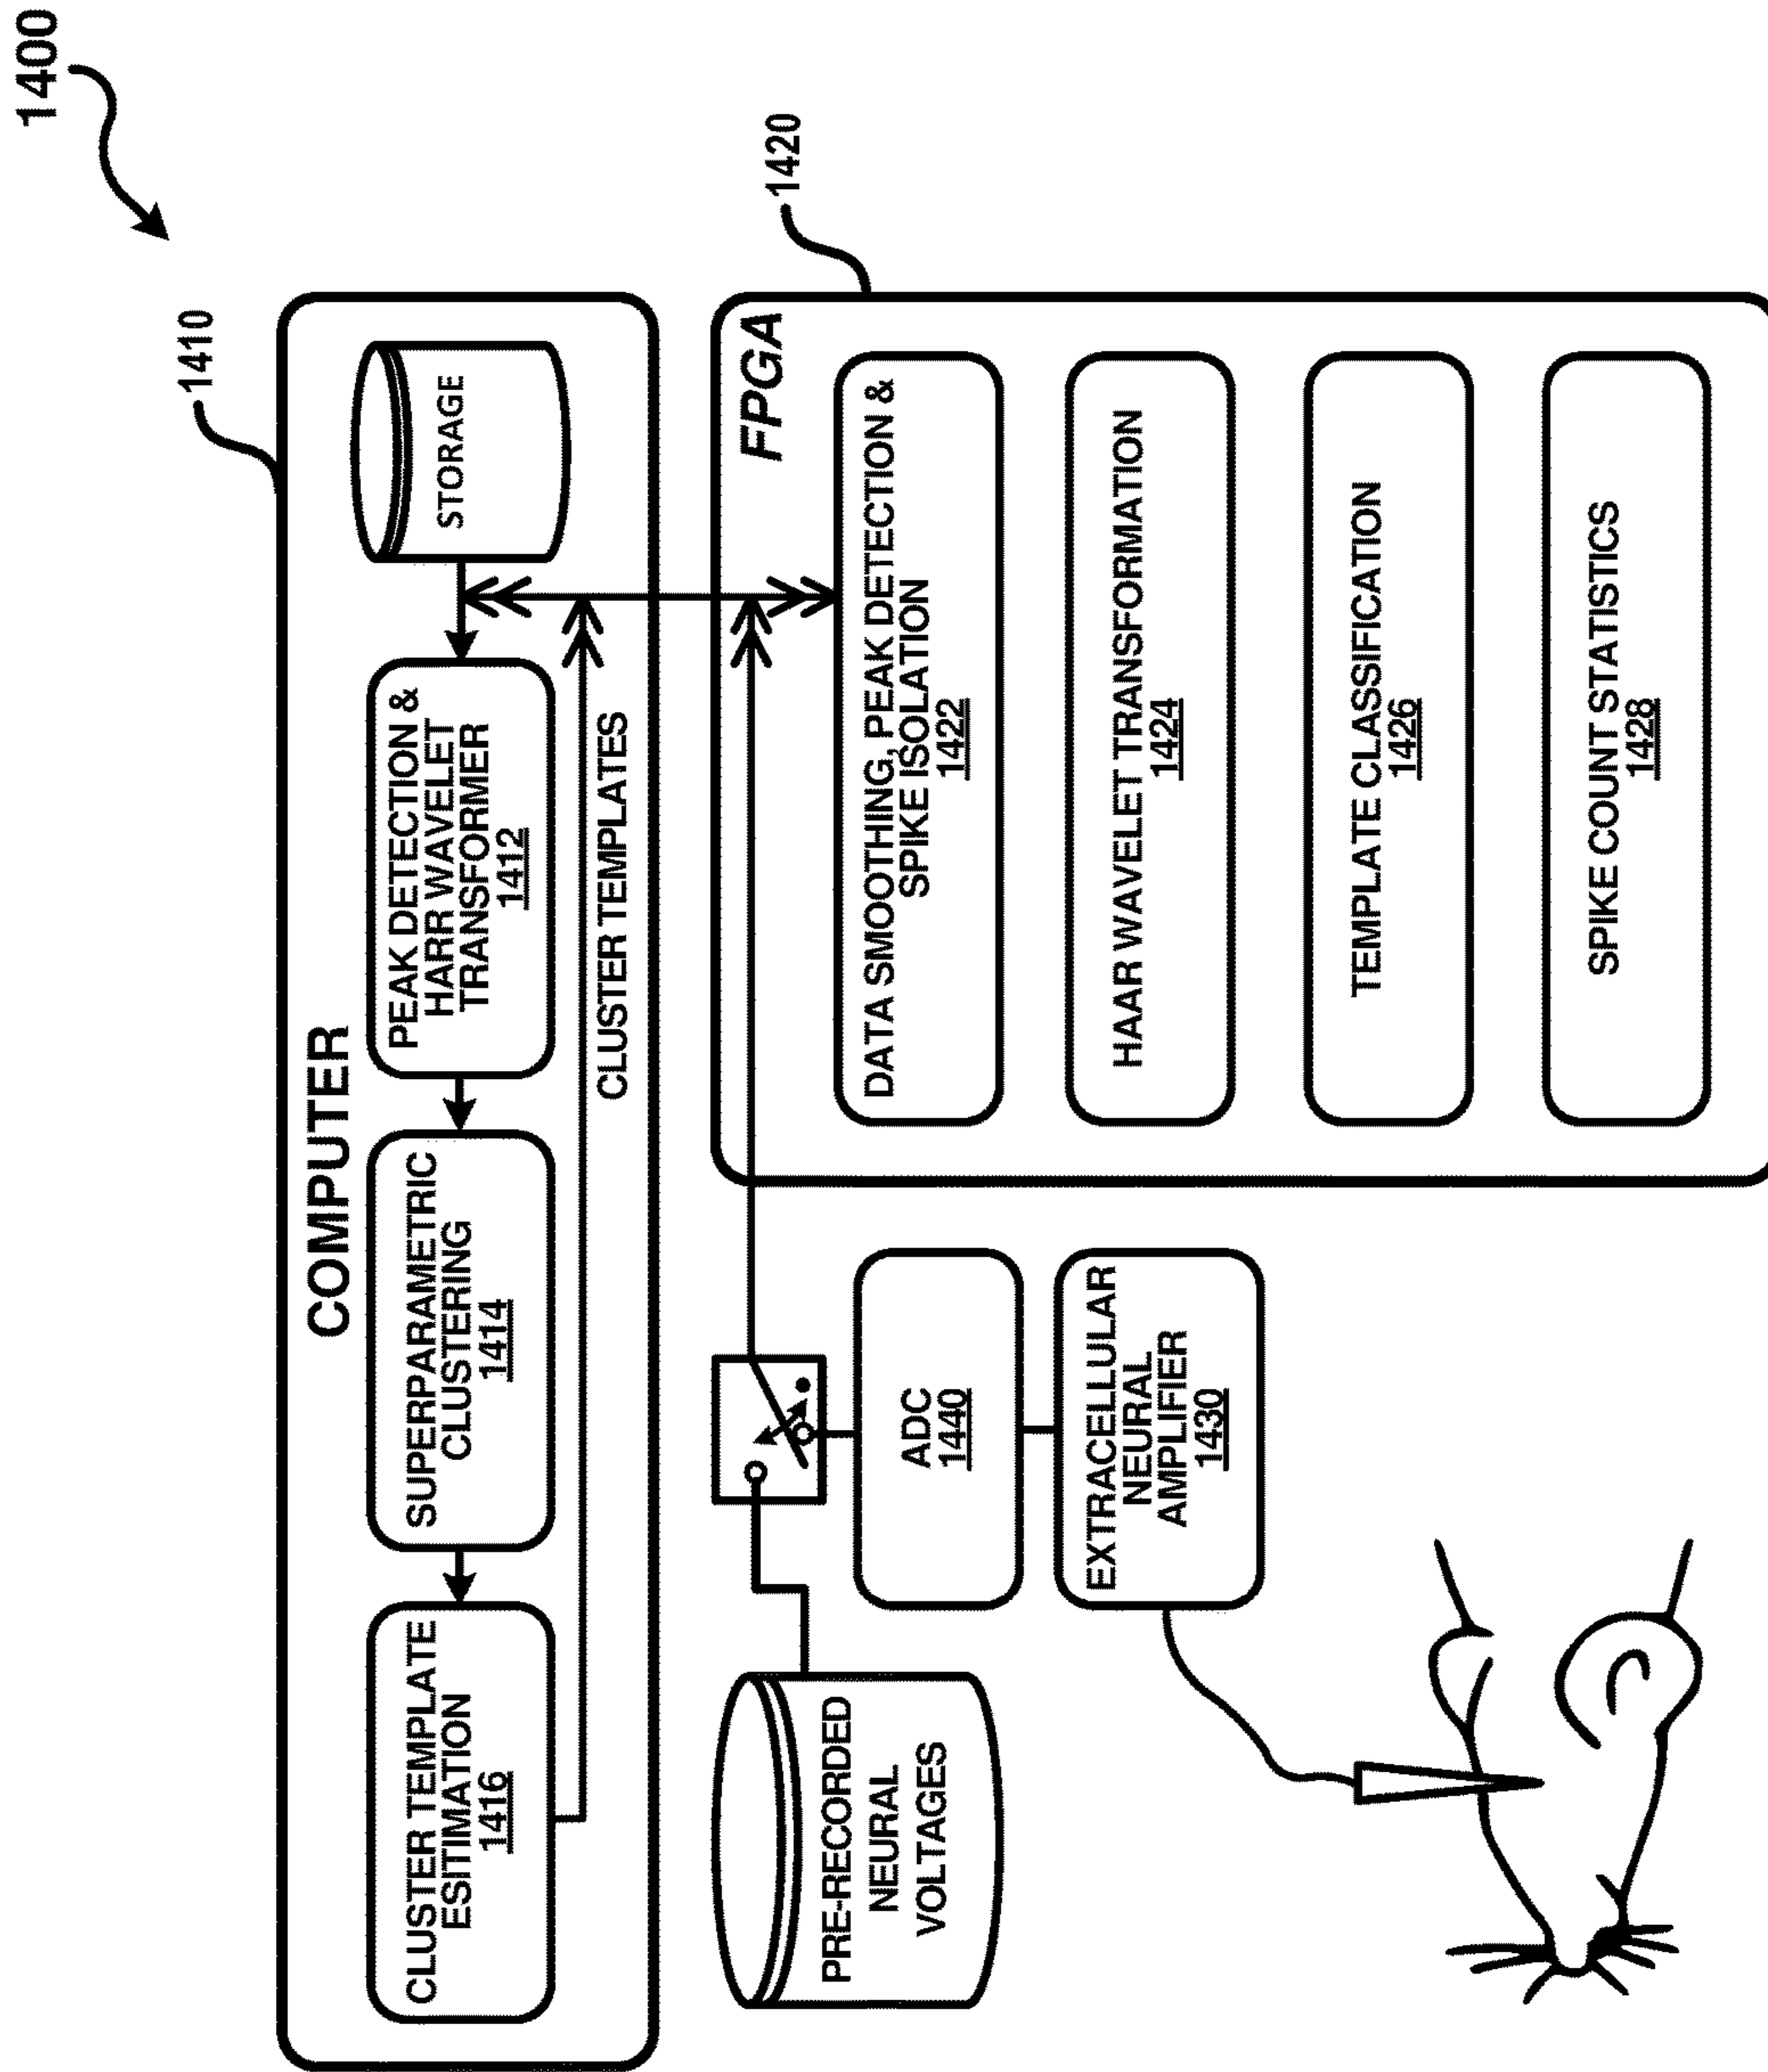 1400
1410
COMPUTER
CLUSTER TEMPLATE
ESITIMATION
1416
SUPERPARAMETRIC
CLUSTERING
1414
PEAK DETECTION &
HARR WAVELET
TRANSFORMER
1412
STORAGE
CLUSTER TEMPLATES
1420
PRE-RECORDED
NEURAL
VOLTAGES
ADC
1440
EXTRACELLULAR
NEURAL
AMPLIFIER
1430
FPGA
DATA SMOOTHING, PEAK DETECTION &
SPIKE ISOLATION
1422
HAAR WAVELET TRANSFORMATION
1424
TEMPLATE CLASSIFICATION
1426
SPIKE COUNT STATISTICS
1428